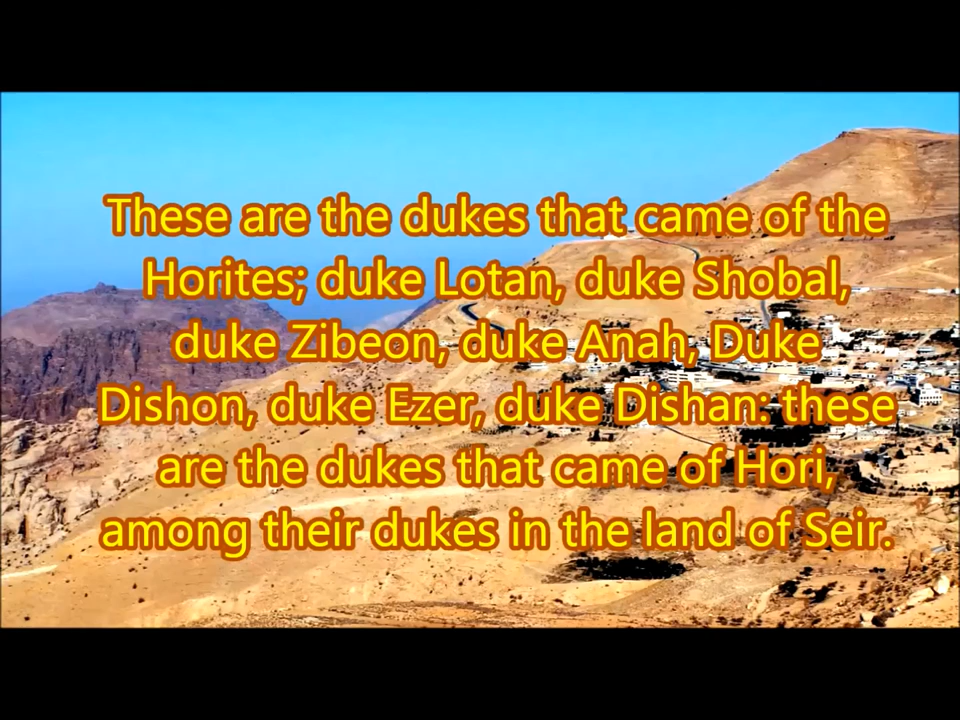 These are the dukes that came of the
Horites; duke Lotan, duke Shobal,
duke Zibeon, duke Anah, Duke
Dishon, duke Ezer, duke Dishan: these
are the dukes that came of Hori,
among their dukes in the land of Seir.